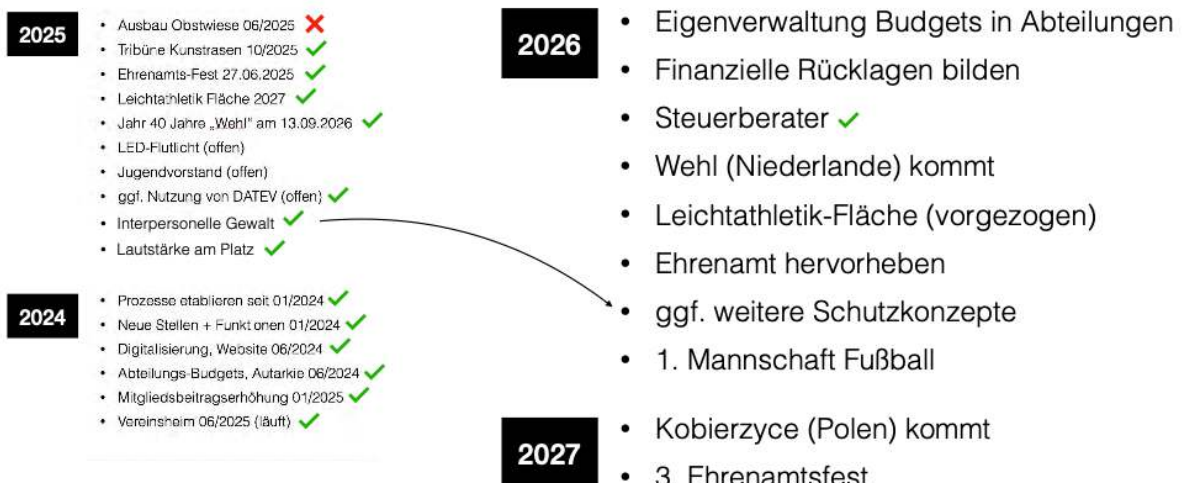 2025
• Ausbau Obstwiese 06/2025 ❌
• Tribüne Kunstrasen 10/2025 ✓
• Ehrenamts-Fest 27.06.2025 ✓
• Leichtathletik Fläche 2027 ✓
• Jahr 40 Jahre „Wehl" am 13.09.2026 ✓
• LED-Flutlicht (offen)
• Jugendvorstand (offen)
• ggf. Nutzung von DATEV (offen) ✓
• Interpersonelle Gewalt ✓
• Lautstärke am Platz ✓
2024
• Prozesse etablieren seit 01/2024 ✓
• Neue Stellen + Funktionen 01/2024 ✓
• Digitalisierung, Website 06/2024 ✓
• Abteilungs-Budgets, Autarkie 06/2024 ✓
• Mitgliedsbeitragserhöhung 01/2025 ✓
• Vereinsheim 06/2025 (läuft) ✓
2026
• Eigenverwaltung Budgets in Abteilungen
• Finanzielle Rücklagen bilden
• Steuerberater ✓
• Wehl (Niederlande) kommt
• Leichtathletik-Fläche (vorgezogen)
• Ehrenamt hervorheben
• ggf. weitere Schutzkonzepte
• 1. Mannschaft Fußball
2027
• Kobierzyce (Polen) kommt
• 3. Ehrenamtsfest